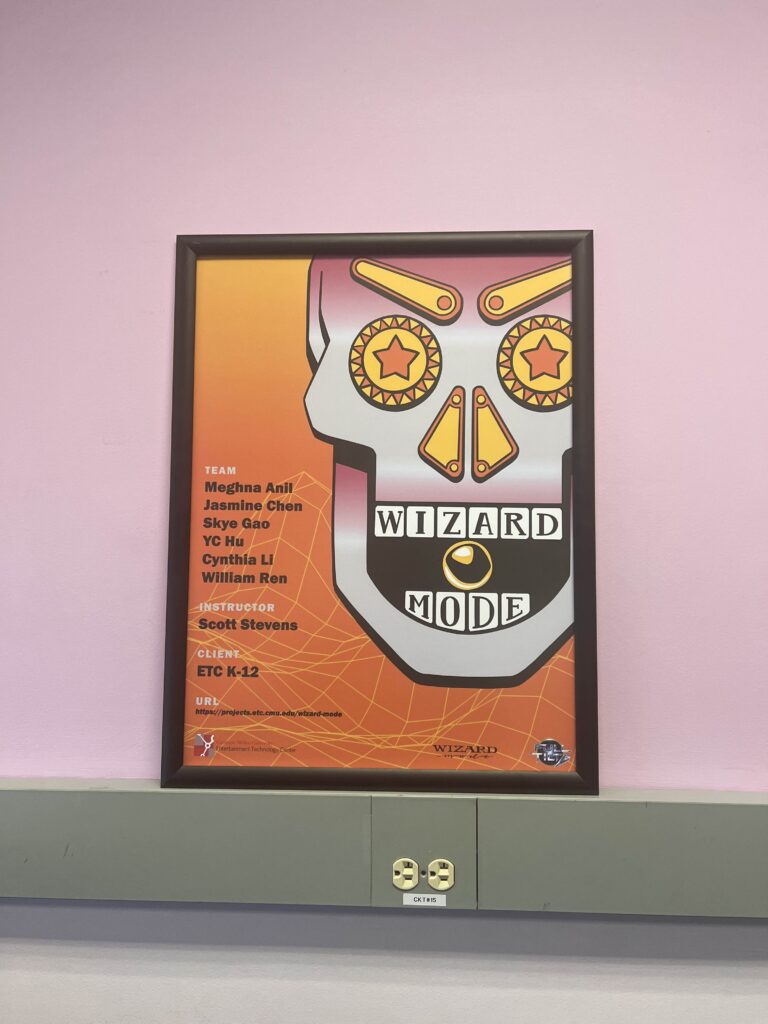 WIZARD
MODE
TEAM
Meghna Anil
Jasmine Chen
Skye Gao
YC Hu
Cynthia Li
William Ren
INSTRUCTOR
Scott Stevens
CLIENT
ETC K-12
URL
https://projects.etc.cmu.edu/wizard-mode
Entertainment Technology Center
WIZARD
mode
CKT#15